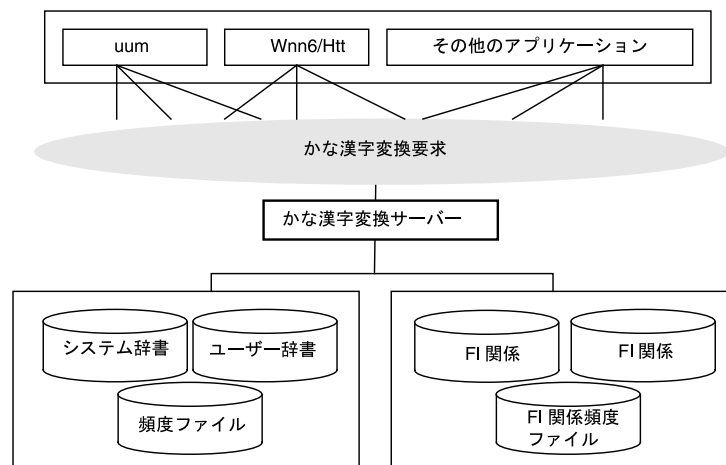 uum
Wnn6/Htt
その他のアプリケーション
かな漢字変換要求
かな漢字変換サーバー
システム辞書
ユーザー辞書
頻度ファイル
FI 関係
FI 関係
FI 関係頻度
ファイル